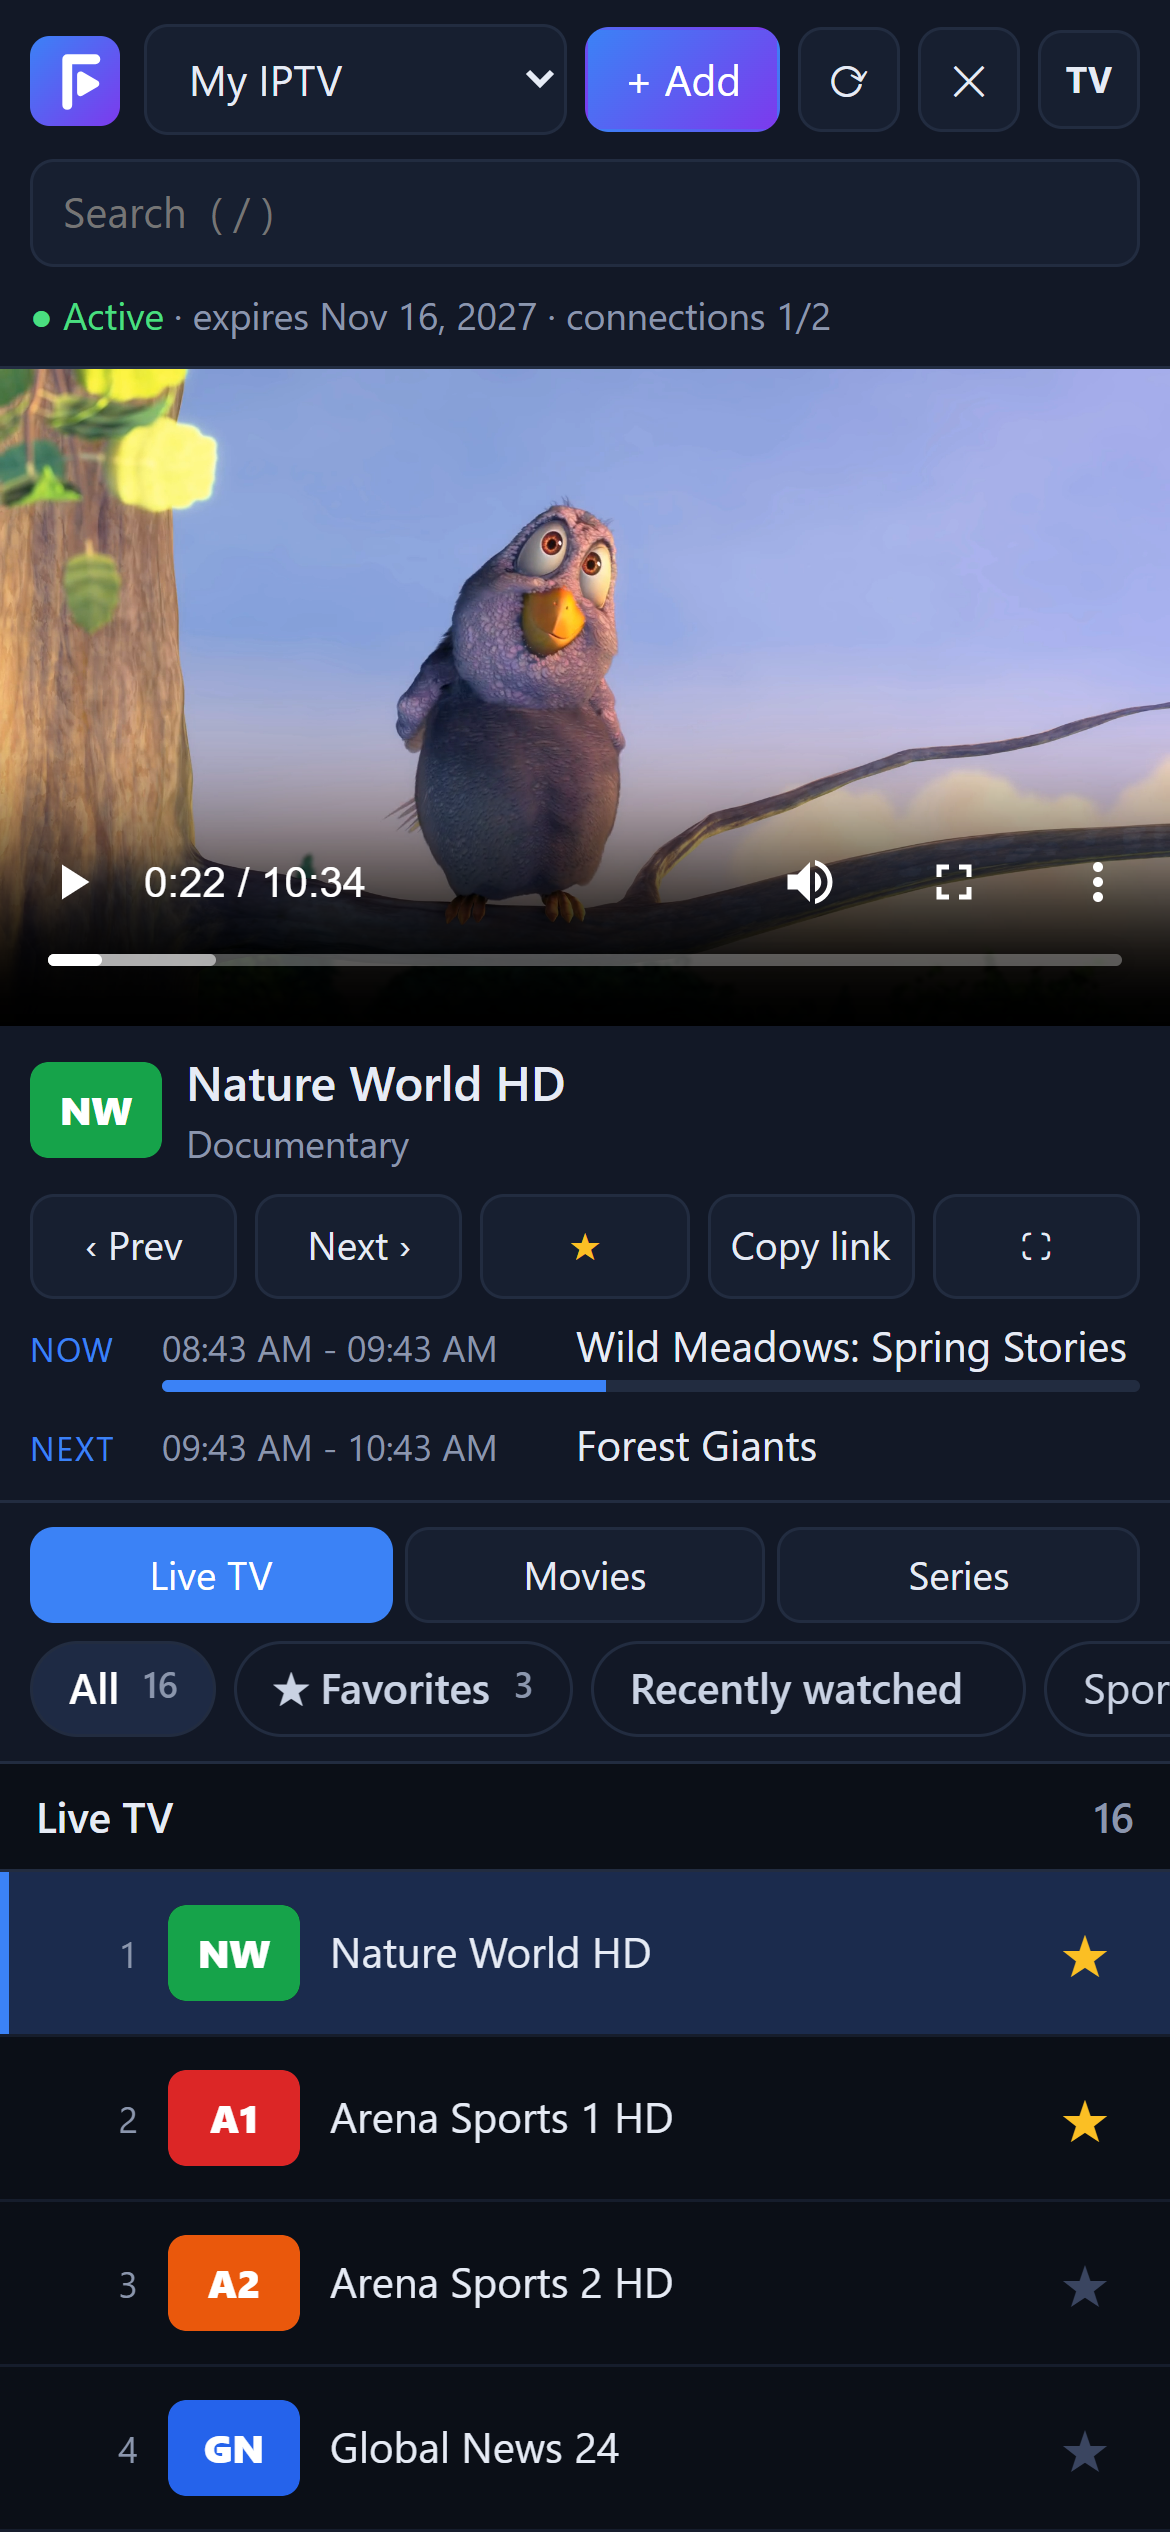 My IPTV
+ Add
TV
Search (/)
Active · expires Nov 16, 2027 · connections 1/2
0:22 / 10:34
NW
Nature World HD
Documentary
‹ Prev
Next ›
★
Copy link
NOW 08:43 AM - 09:43 AM Wild Meadows: Spring Stories
NEXT 09:43 AM - 10:43 AM Forest Giants
Live TV
Movies
Series
All 16
★ Favorites 3
Recently watched
Spor
Live TV 16
1 NW Nature World HD ★
2 A1 Arena Sports 1 HD ★
3 A2 Arena Sports 2 HD ★
4 GN Global News 24 ★